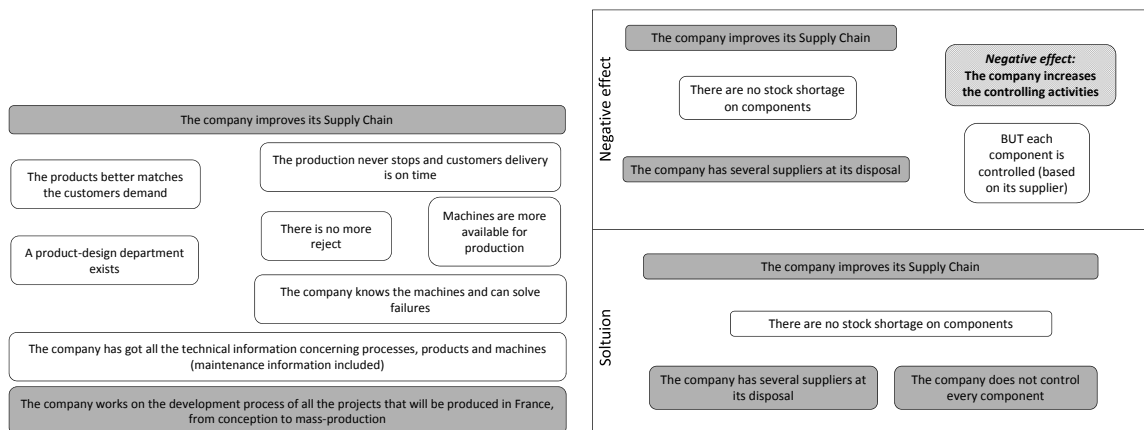 The company improves its Supply Chain
The products better matches
the customers demand
The production never stops and customers delivery
is on time
There is no more
reject
Machines are more
available for
production
A product-design department
exists
The company knows the machines and can solve
failures
The company has got all the technical information concerning processes, products and machines
(maintenance information included)
The company works on the development process of all the projects that will be produced in France,
from conception to mass-production
Negative effect
The company improves its Supply Chain
There are no stock shortage
on components
The company has several suppliers at its disposal
Negative effect:
The company increases
the controlling activities
BUT each
component is
controlled (based
on its supplier)
Soltuion
The company improves its Supply Chain
There are no stock shortage on components
The company has several suppliers at
its disposal
The company does not control
every component